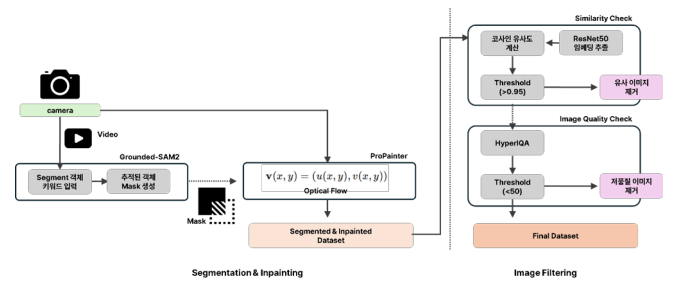 camera
Video
Grounded-SAM2
Segment 객체
키워드 입력
추적된 객체
Mask 생성
Mask
ProPainter
v(x, y) = (u(x, y), v(x, y))
Optical Flow
Segmented & Inpainted
Dataset
Segmentation & Inpainting
Similarity Check
코사인 유사도
계산
ResNet50
임베딩 추출
Threshold
(>0.95)
유사 이미지
제거
Image Quality Check
HyperIQA
Threshold
(<50)
저품질 이미지
제거
Final Dataset
Image Filtering